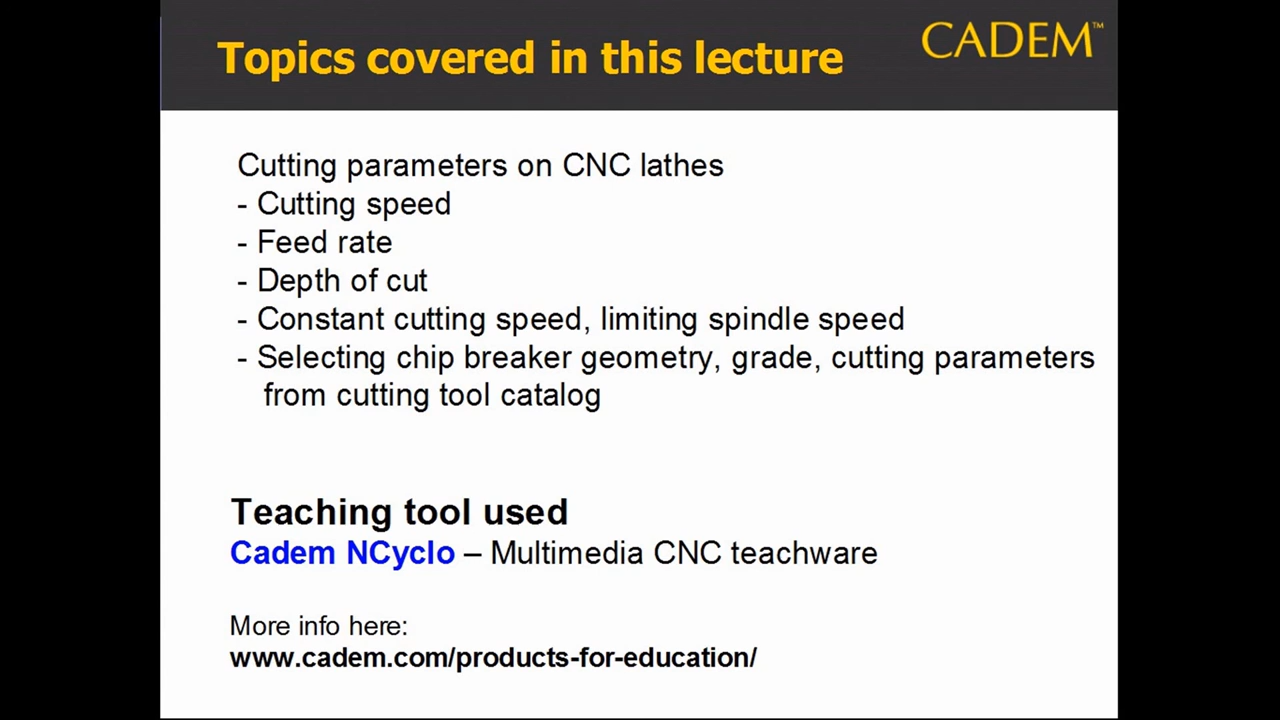 Topics covered in this lecture
CADEM™
Cutting parameters on CNC lathes
- Cutting speed
- Feed rate
- Depth of cut
- Constant cutting speed, limiting spindle speed
- Selecting chip breaker geometry, grade, cutting parameters
from cutting tool catalog
Teaching tool used
Cadem NCyclo – Multimedia CNC teachware
More info here:
www.cadem.com/products-for-education/